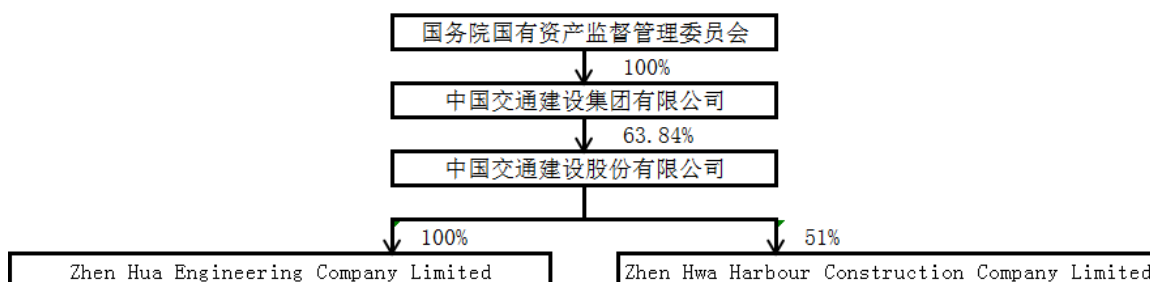 国务院国有资产监督管理委员会
100%
中国交通建设集团有限公司
63.84%
中国交通建设股份有限公司
100%
51%
Zhen Hua Engineering Company Limited
Zhen Hwa Harbour Construction Company Limited